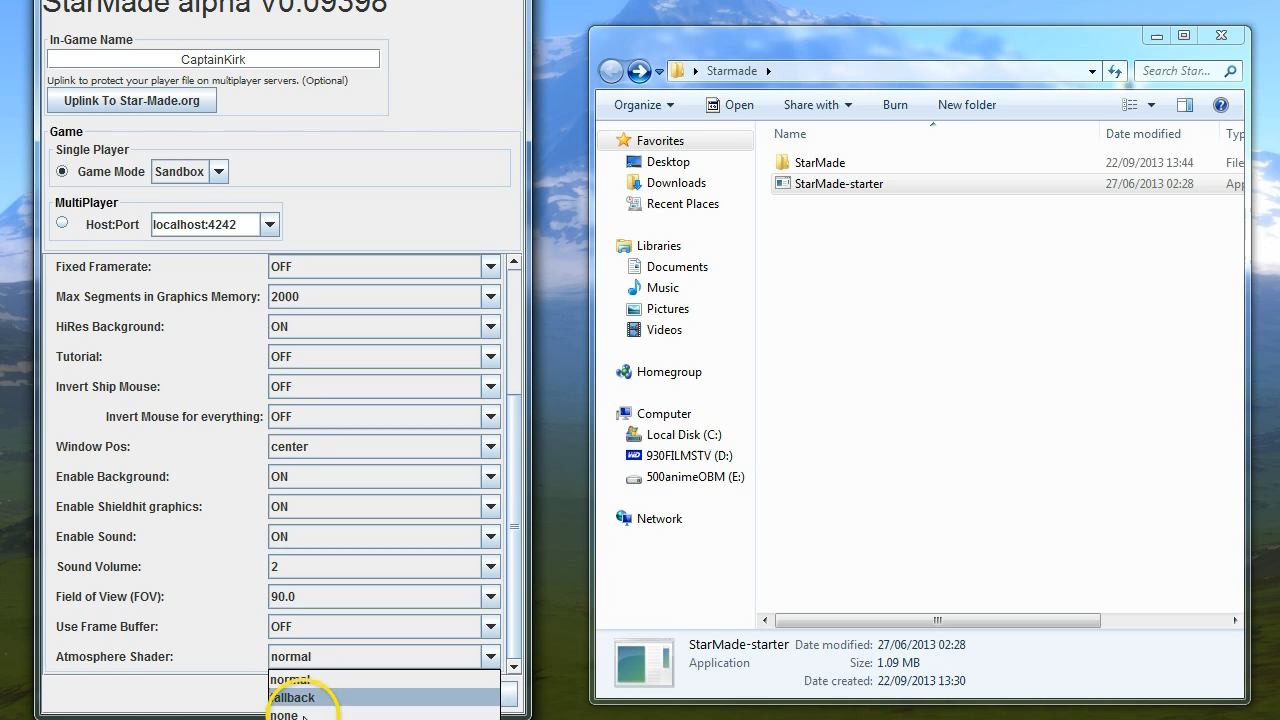 StarMade alpha v0.09398
In-Game Name
CaptainKirk
Uplink to protect your player file on multiplayer servers. (Optional)
Uplink To Star-Made.org
Game
Single Player
Game Mode Sandbox
MultiPlayer
Host:Port localhost:4242
Fixed Framerate: OFF
Max Segments in Graphics Memory: 2000
HiRes Background: ON
Tutorial: OFF
Invert Ship Mouse: OFF
Invert Mouse for everything: OFF
Window Pos: center
Enable Background: ON
Enable Shieldhit graphics: ON
Enable Sound: ON
Sound Volume: 2
Field of View (FOV): 90.0
Use Frame Buffer: OFF
Atmosphere Shader: normal
normal
fallback
none
Starmade
Search Star...
Organize Open Share with Burn New folder
Name Date modified Typ
StarMade 22/09/2013 13:44 File
StarMade-starter 27/06/2013 02:28 Ap
Favorites
Desktop
Downloads
Recent Places
Libraries
Documents
Music
Pictures
Videos
Homegroup
Computer
Local Disk (C:)
930FILMSTV (D:)
500animeOBM (E:)
Network
StarMade-starter Date modified: 27/06/2013 02:28
Application Size: 1.09 MB
Date created: 22/09/2013 13:30